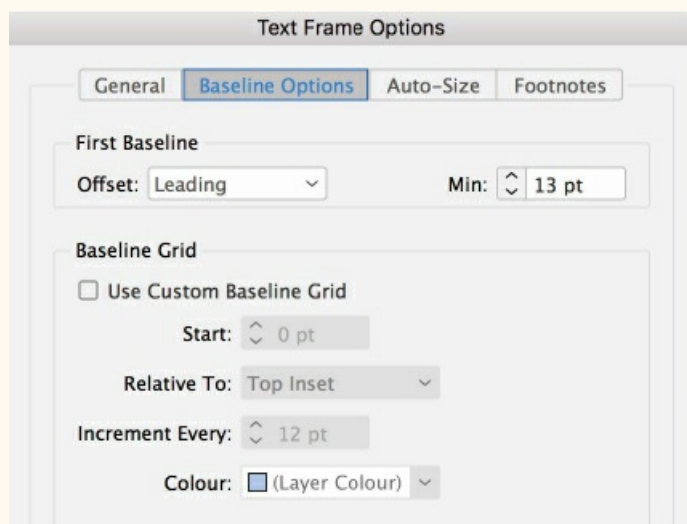 Text Frame Options
General Baseline Options Auto-Size Footnotes
First Baseline
Offset: Leading Min: 13 pt
Baseline Grid
Use Custom Baseline Grid
Start: 0 pt
Relative To: Top Inset
Increment Every: 12 pt
Colour: (Layer Colour)